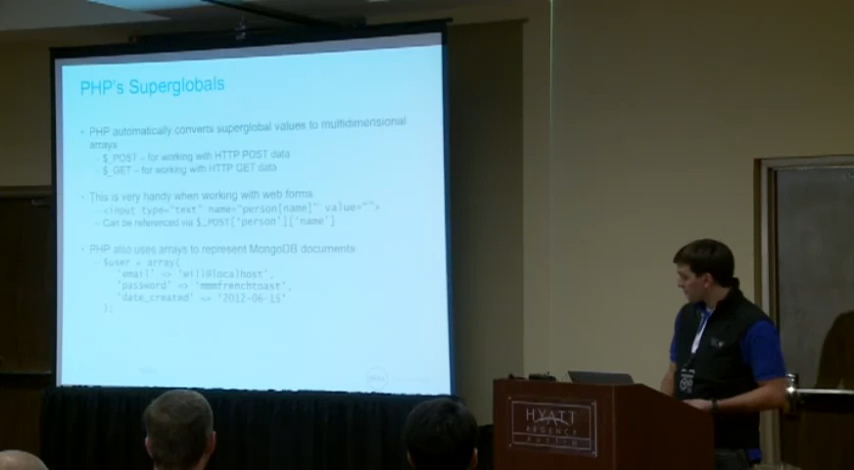 PHP's Superglobals
• PHP automatically converts superglobal values to multidimensional
arrays
– $_POST – for working with HTTP POST data
– $_GET – for working with HTTP GET data
• This is very handy when working with web forms
– <input type="text" name="person[name]" value="">
– Can be referenced via $_POST['person']['name']
• PHP also uses arrays to represent MongoDB documents
– $user = array(
'email' => 'will@localhost',
'password' => 'mmmfrenchtoast',
'date_created' => '2012-06-15'
);
HYATT
REGENCY